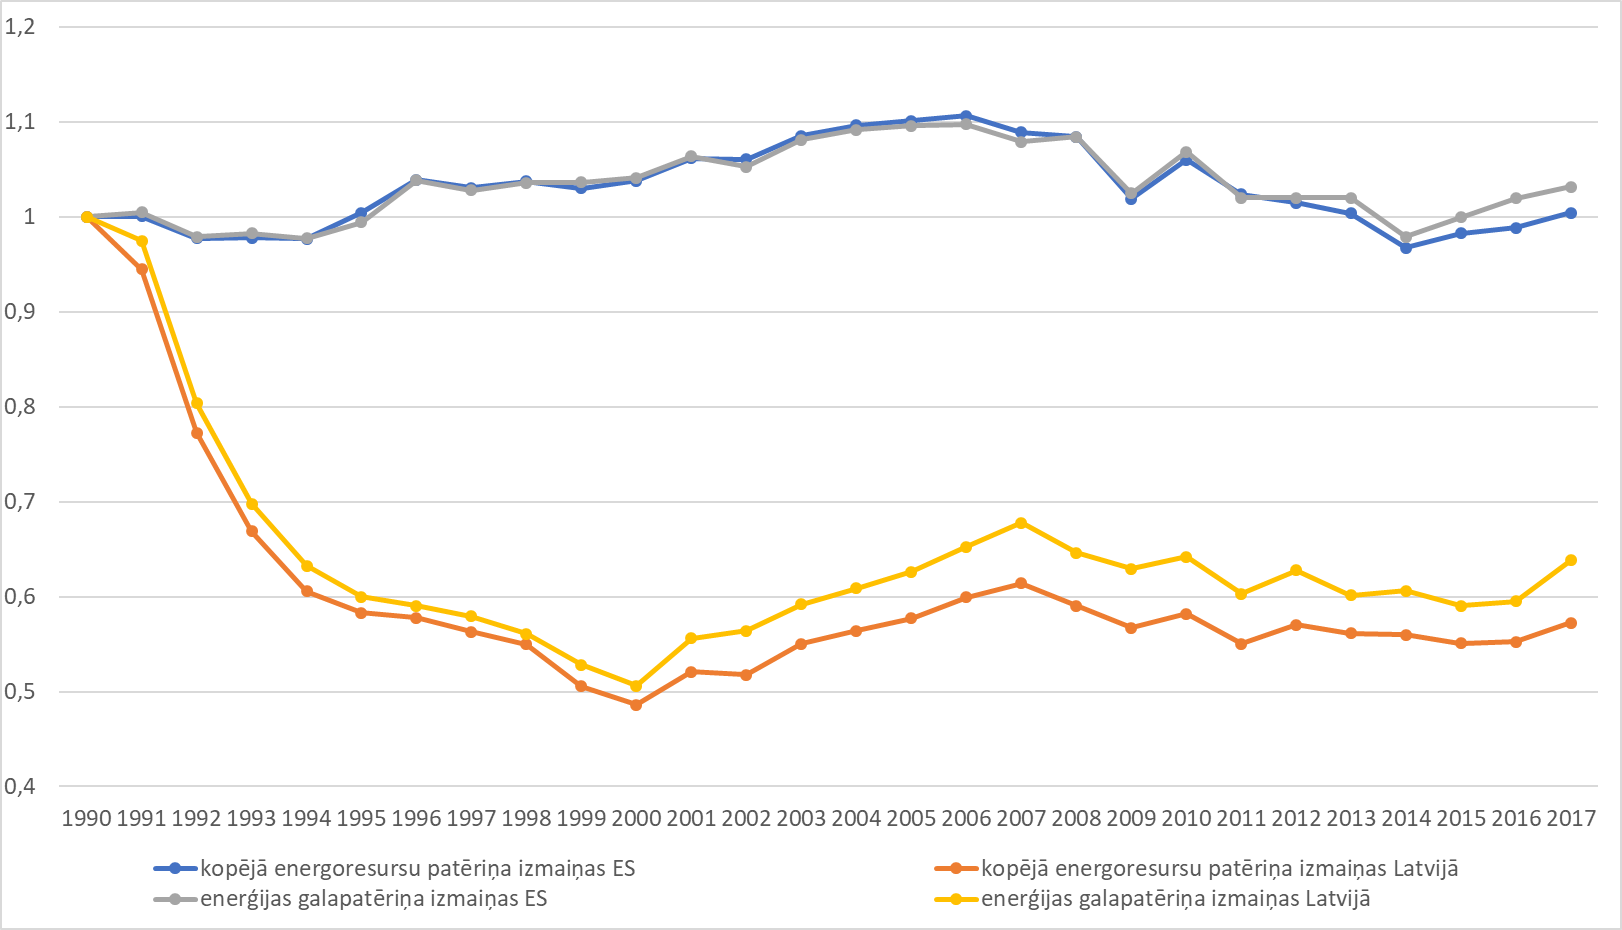 1,2
1,1
1
0,9
0,8
0,7
0,6
0,5
0,4
1990 1991 1992 1993 1994 1995 1996 1997 1998 1999 2000 2001 2002 2003 2004 2005 2006 2007 2008 2009 2010 2011 2012 2013 2014 2015 2016 2017
kopējā energoresursu patēriņa izmaiņas ES
kopējā energoresursu patēriņa izmaiņas Latvijā
enerģijas galapatēriņa izmaiņas ES
enerģijas galapatēriņa izmaiņas Latvijā